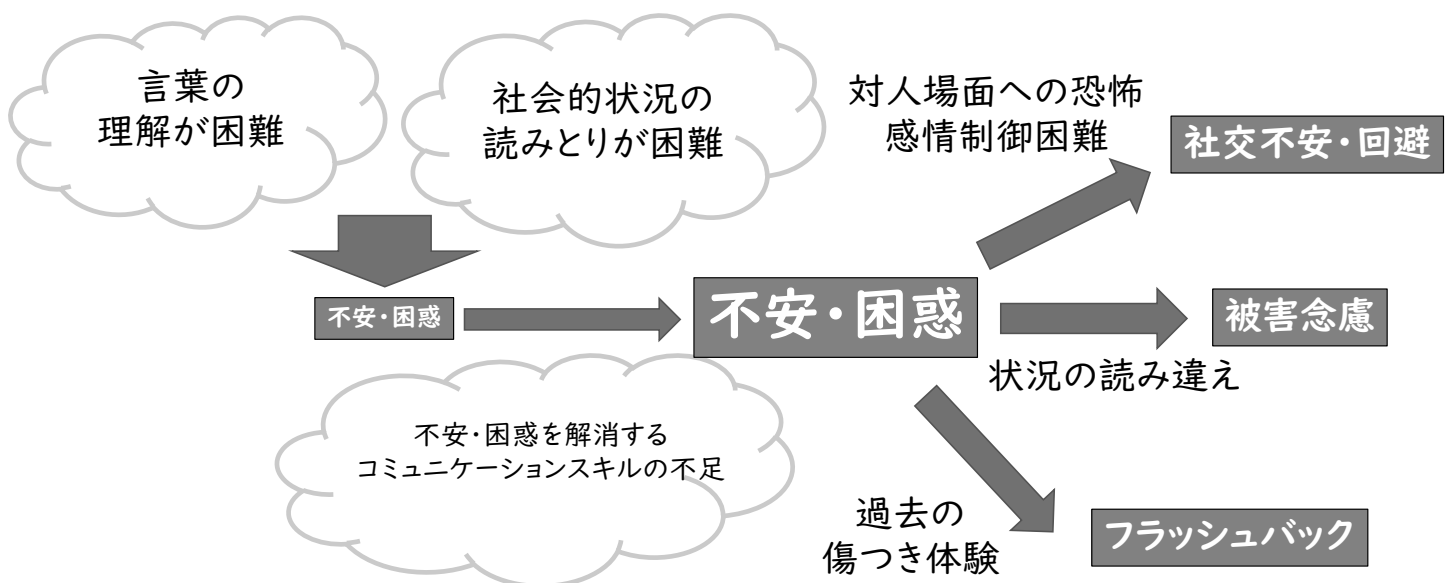 言葉の
理解が困難
社会的状況の
読みとりが困難
対人場面への恐怖
感情制御困難
社交不安・回避
不安・困惑
不安・困惑
被害念慮
状況の読み違え
不安・困惑を解消する
コミュニケーションスキルの不足
過去の
傷つき体験
フラッシュバック